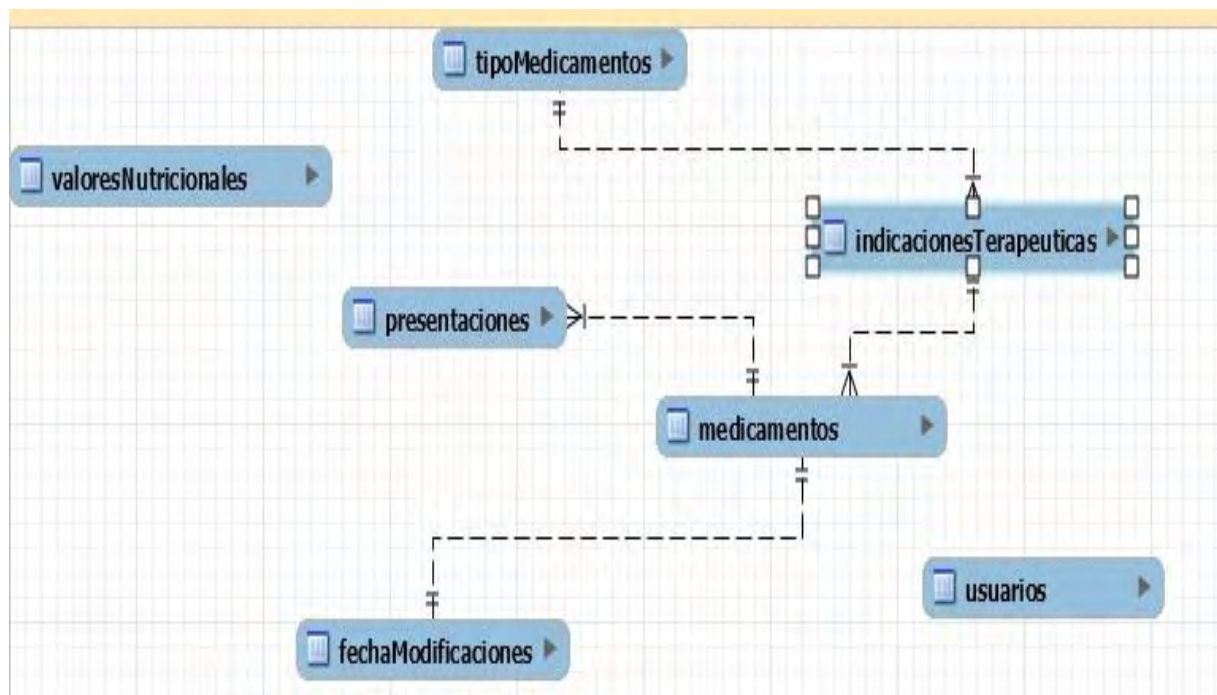 tipoMedicamentos
valoresNutricionales
indicacionesTerapeuticas
presentaciones
medicamentos
usuarios
fechaModificaciones